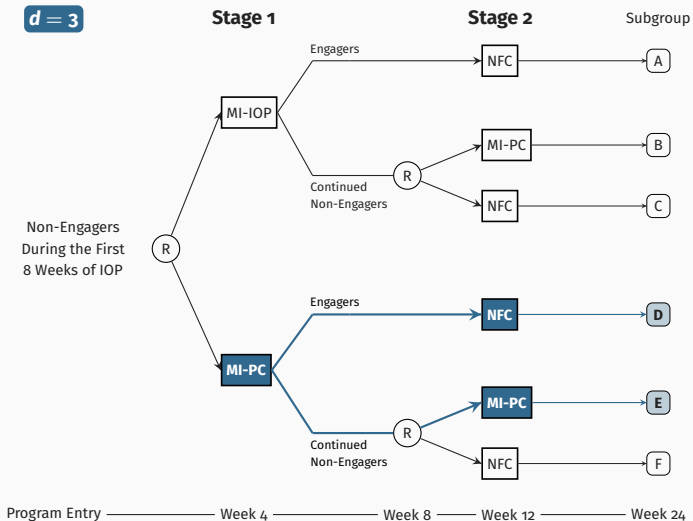 d = 3
Stage 1
Stage 2
Subgroup
Engagers
NFC
A
MI-IOP
MI-PC
B
R
Continued
Non-Engagers
NFC
C
Non-Engagers
During the First
8 Weeks of IOP
R
Engagers
NFC
D
MI-PC
MI-PC
E
R
Continued
Non-Engagers
NFC
F
Program Entry
Week 4
Week 8
Week 12
Week 24